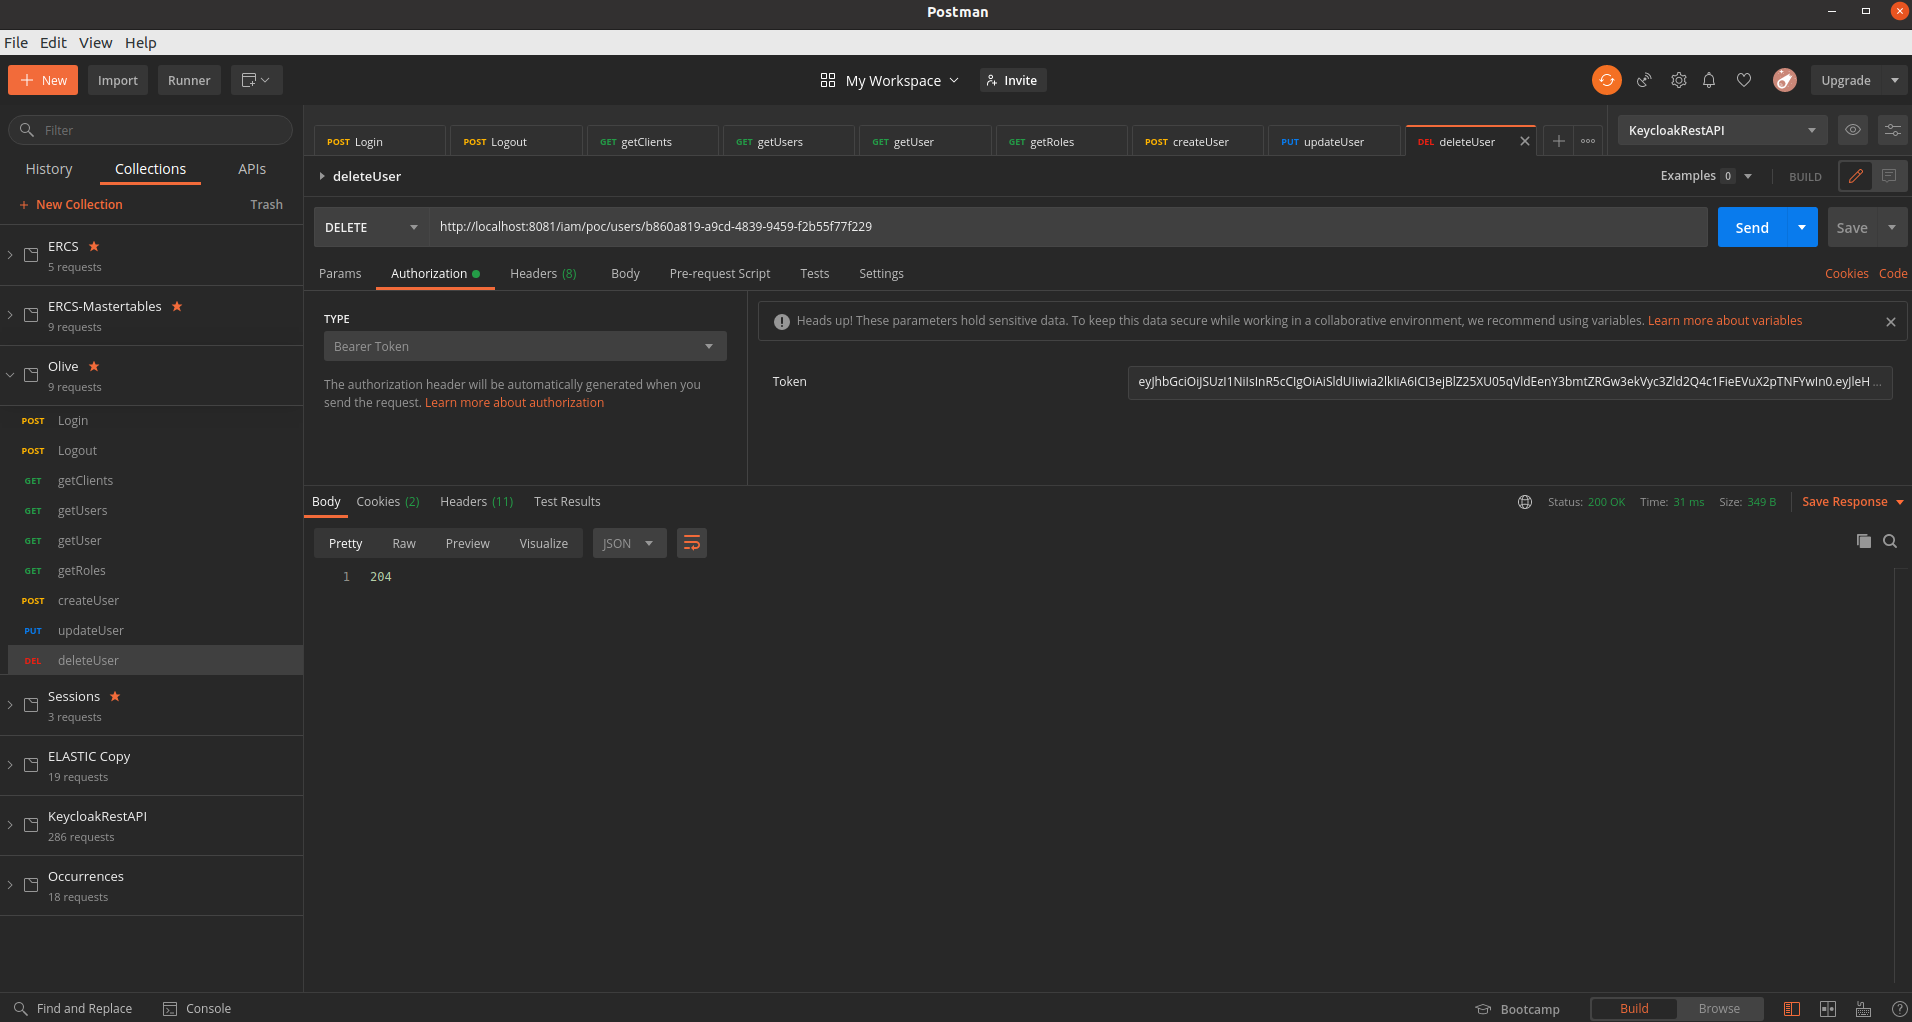 Postman
File Edit View Help
New Import Runner My Workspace Invite Upgrade
Filter
History Collections APIs
New Collection Trash
ERCS
5 requests
ERCS-Mastertables
9 requests
Olive
9 requests
POST Login
POST Logout
GET getClients
GET getUsers
GET getUser
GET getRoles
POST createUser
PUT updateUser
DEL deleteUser
Sessions
3 requests
ELASTIC Copy
19 requests
KeycloakRestAPI
286 requests
Occurrences
18 requests
POST Login POST Logout GET getClients GET getUsers GET getUser GET getRoles POST createUser PUT updateUser DEL deleteUser KeycloakRestAPI
deleteUser Examples 0 BUILD
DELETE http://localhost:8081/iam/poc/users/b860a819-a9cd-4839-9459-f2b55f77f229 Send Save
Params Authorization Headers (8) Body Pre-request Script Tests Settings Cookies Code
TYPE
Bearer Token
The authorization header will be automatically generated when you
send the request. Learn more about authorization
Heads up! These parameters hold sensitive data. To keep this data secure while working in a collaborative environment, we recommend using variables. Learn more about variables
Token
Body Cookies (2) Headers (11) Test Results Status: 200 OK Time: 31 ms Size: 349 B Save Response
Pretty Raw Preview Visualize JSON
1 204
Find and Replace Console Bootcamp Build Browse